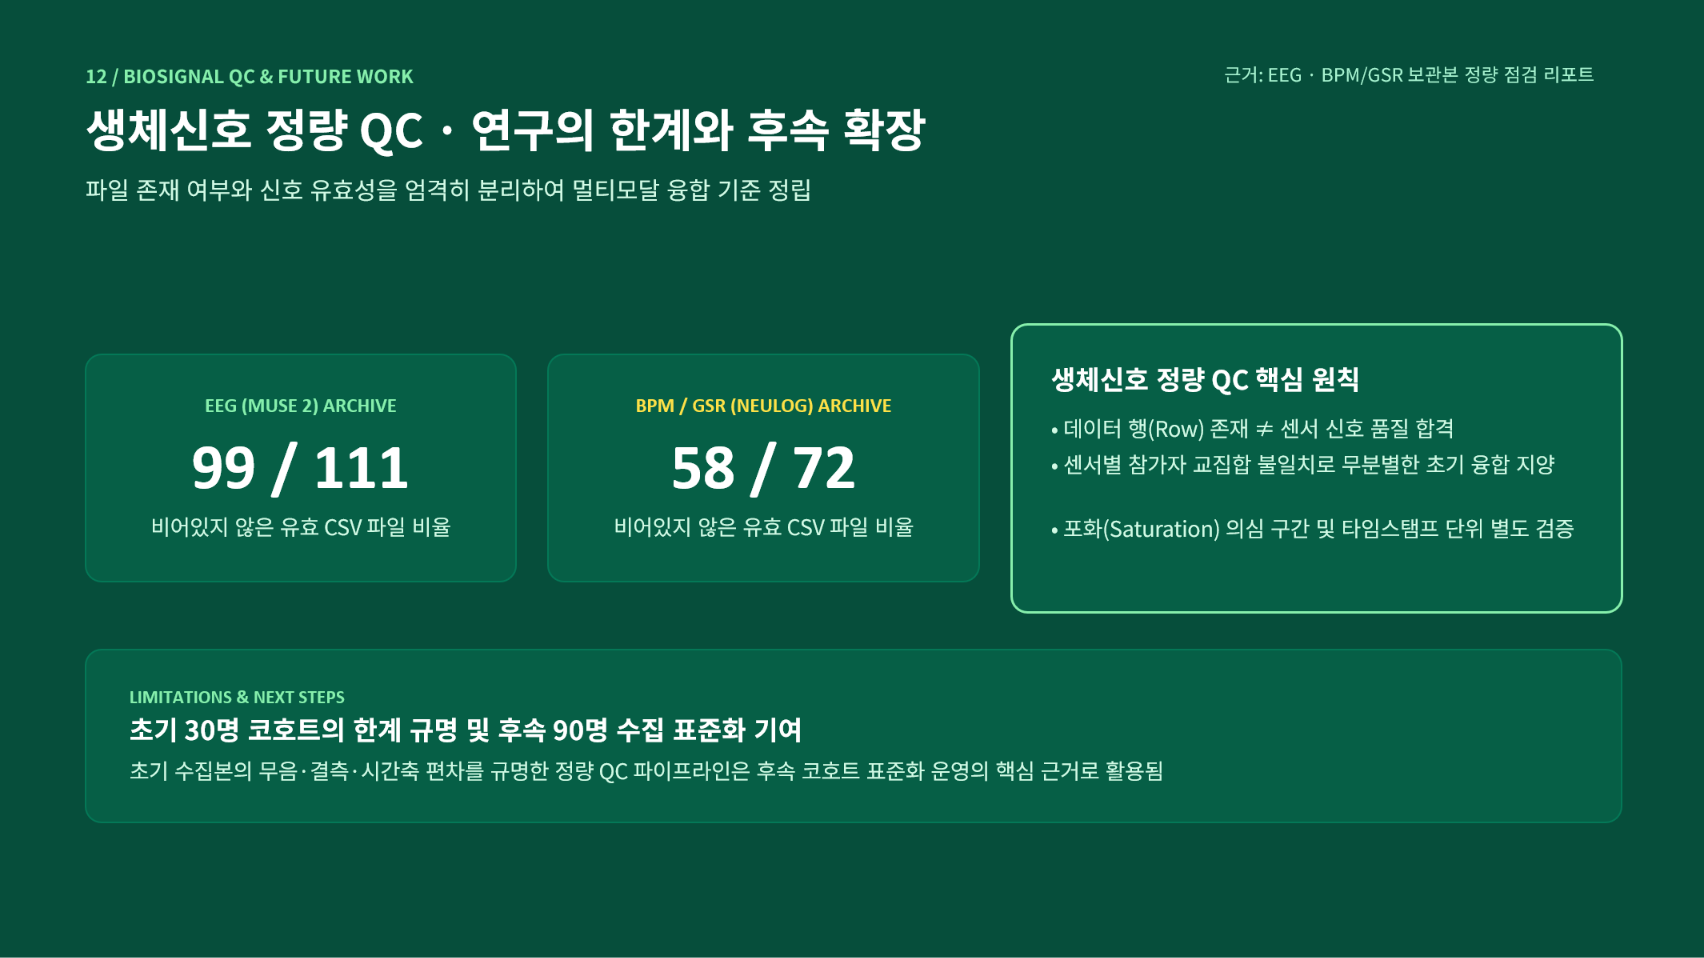 12 / BIOSIGNAL QC & FUTURE WORK
근거: EEG · BPM/GSR 보관본 정량 점검 리포트
생체신호 정량 QC · 연구의 한계와 후속 확장
파일 존재 여부와 신호 유효성을 엄격히 분리하여 멀티모달 융합 기준 정립
EEG (MUSE 2) ARCHIVE
99 / 111
비어있지 않은 유효 CSV 파일 비율
BPM / GSR (NEULOG) ARCHIVE
58 / 72
비어있지 않은 유효 CSV 파일 비율
생체신호 정량 QC 핵심 원칙
• 데이터 행(Row) 존재 ≠ 센서 신호 품질 합격
• 센서별 참가자 교집합 불일치로 무분별한 초기 융합 지양
• 포화(Saturation) 의심 구간 및 타임스탬프 단위 별도 검증
LIMITATIONS & NEXT STEPS
초기 30명 코호트의 한계 규명 및 후속 90명 수집 표준화 기여
초기 수집본의 무음·결측·시간축 편차를 규명한 정량 QC 파이프라인은 후속 코호트 표준화 운영의 핵심 근거로 활용됨